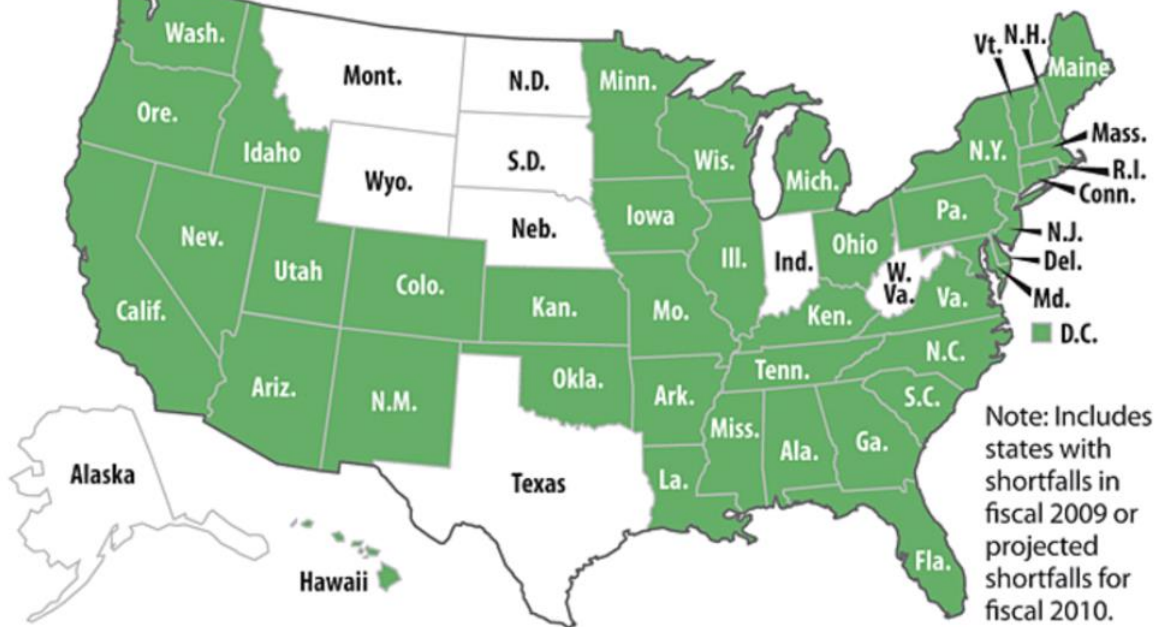 Wash.
Mont.
N.D.
Minn.
Vt.
N.H.
Maine
Ore.
Idaho
Wyo.
S.D.
Wis.
Mich.
N.Y.
Mass.
R.I.
Conn.
Nev.
Utah
Colo.
Neb.
Iowa
Ill.
Ind.
Ohio
Pa.
N.J.
Del.
Md.
D.C.
W.
Va.
Va.
Calif.
Kan.
Mo.
Ken.
N.C.
Tenn.
S.C.
Ariz.
N.M.
Okla.
Ark.
Miss.
Ala.
Ga.
Alaska
Texas
La.
Hawaii
Fla.
Note: Includes
states with
shortfalls in
fiscal 2009 or
projected
shortfalls for
fiscal 2010.